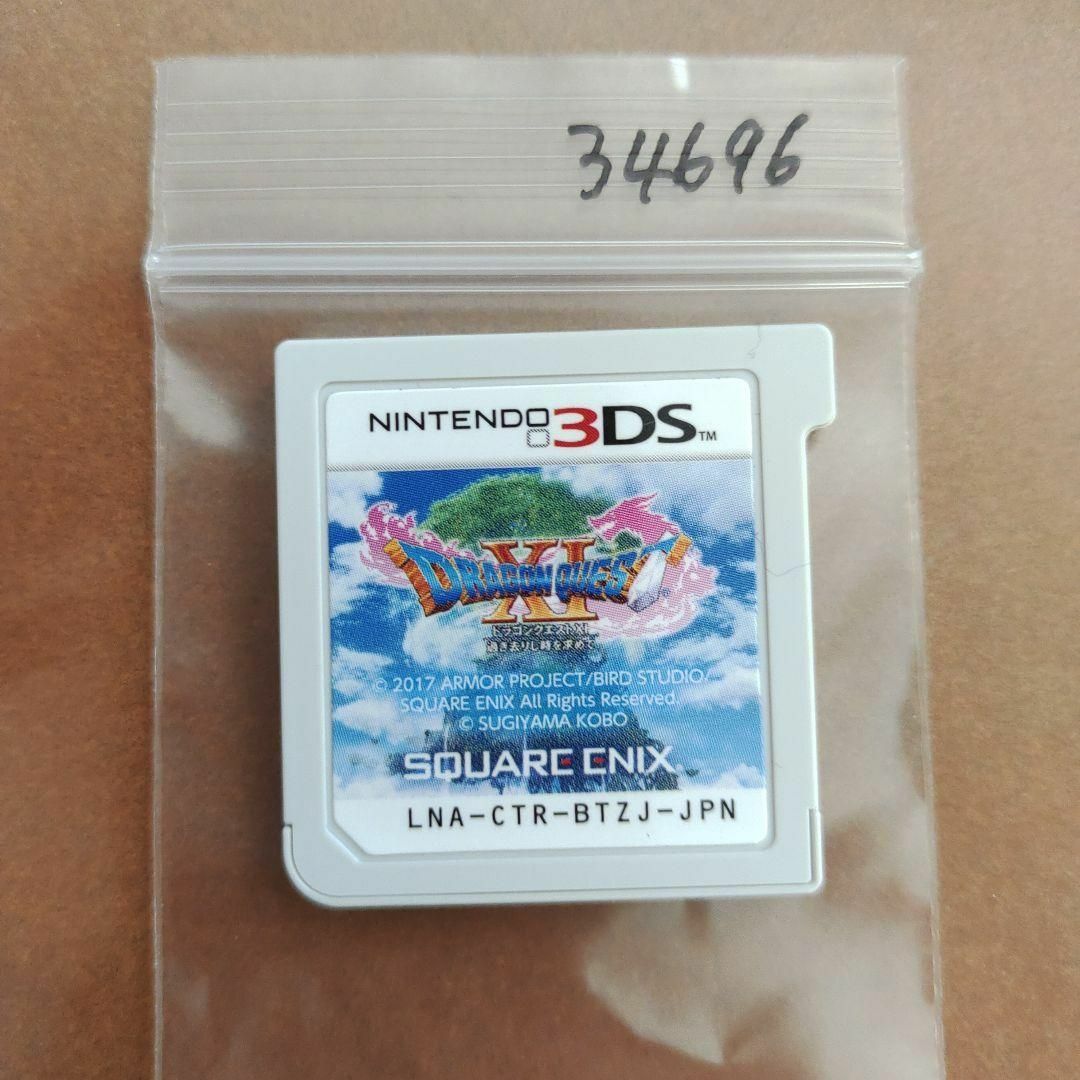 34696
NINTENDO 3DS™
DRAGON QUEST
XI
ドラゴンクエストXI
過ぎ去りし時を求めて
© 2017 ARMOR PROJECT/BIRD STUDIO/
SQUARE ENIX All Rights Reserved.
© SUGIYAMA KOBO
SQUARE ENIX.
LNA-CTR-BTZJ-JPN